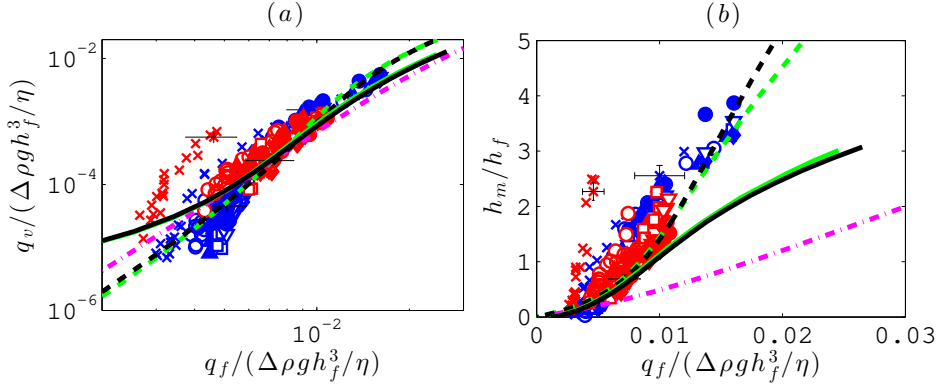 (a)
(b)
q_v/(Δρgh_f^3/η)
10^{-2}
10^{-4}
10^{-6}
10^{-2}
q_f/(Δρgh_f^3/η)
h_m/h_f
5
4
3
2
1
0
0
0.01
0.02
0.03
q_f/(Δρgh_f^3/η)